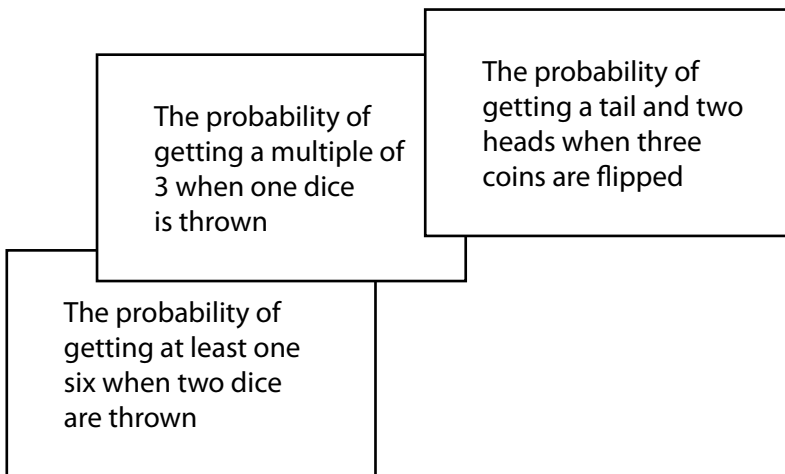 The probability of
getting a tail and two
heads when three
coins are flipped
The probability of
getting a multiple of
3 when one dice
is thrown
The probability of
getting at least one
six when two dice
are thrown